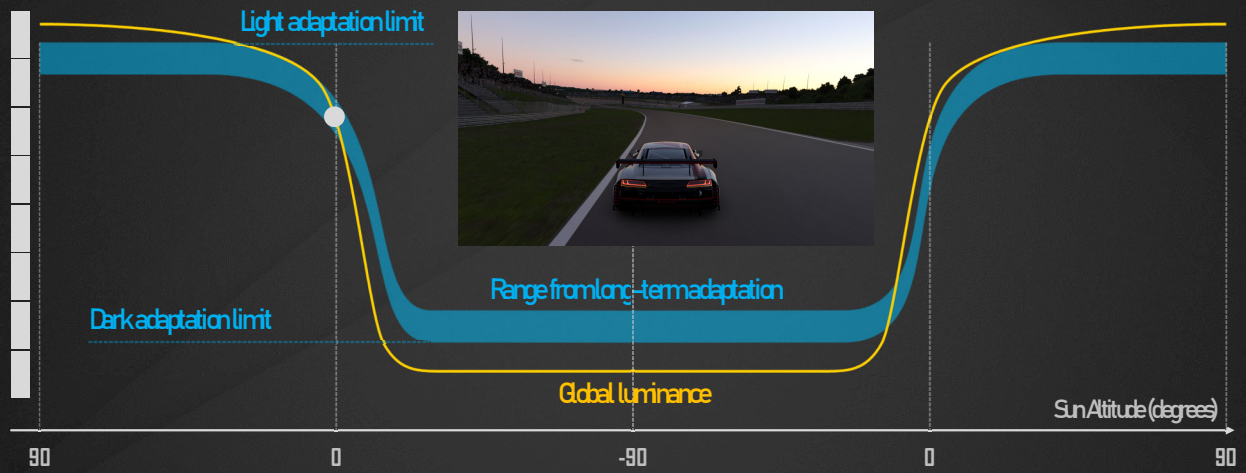 Light adaptation limit
Range from long-term adaptation
Dark adaptation limit
Global luminance
Sun Altitude (degrees)
90 0 -90 0 90